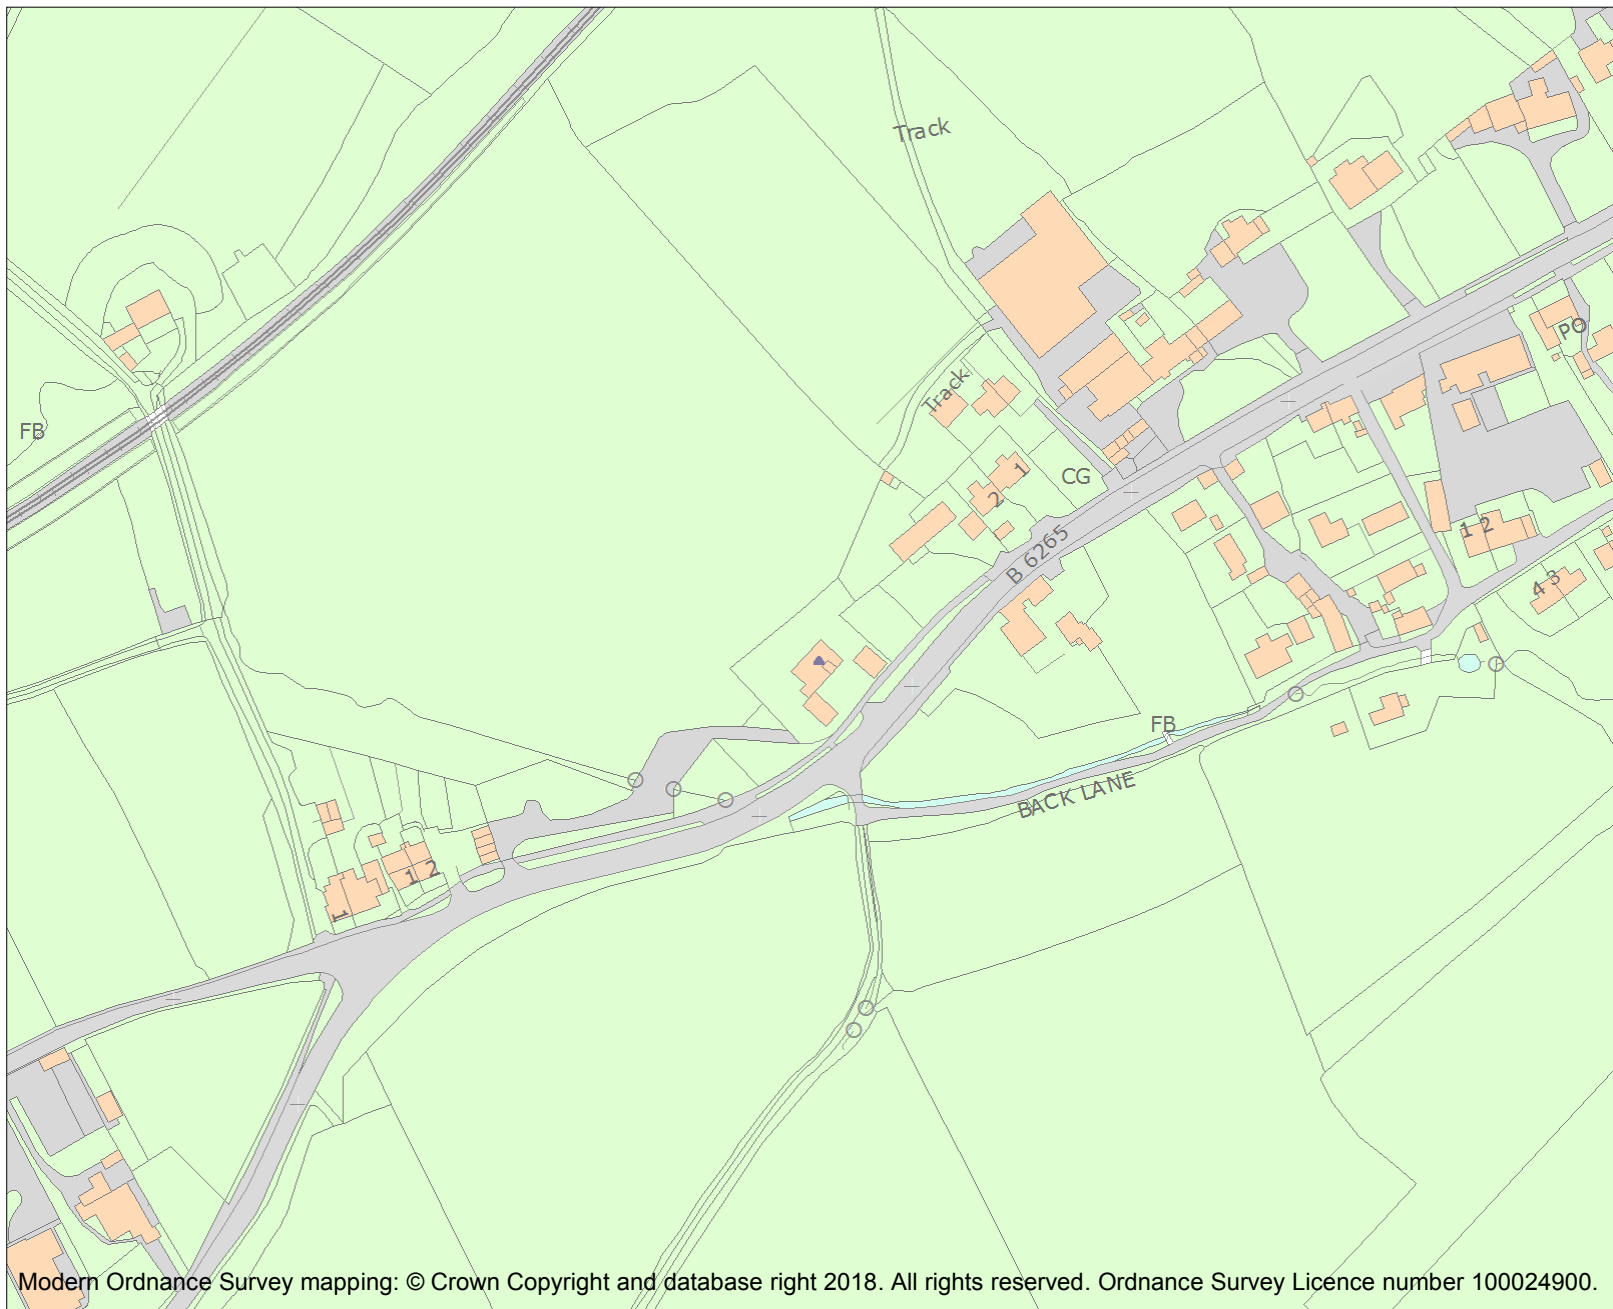 Track
PO
Track
FB
1
CG
2
1 2
B 6265
4 3
FB
BACK LANE
1 2
1
Modern Ordnance Survey mapping: © Crown Copyright and database right 2018. All rights reserved. Ordnance Survey Licence number 100024900.